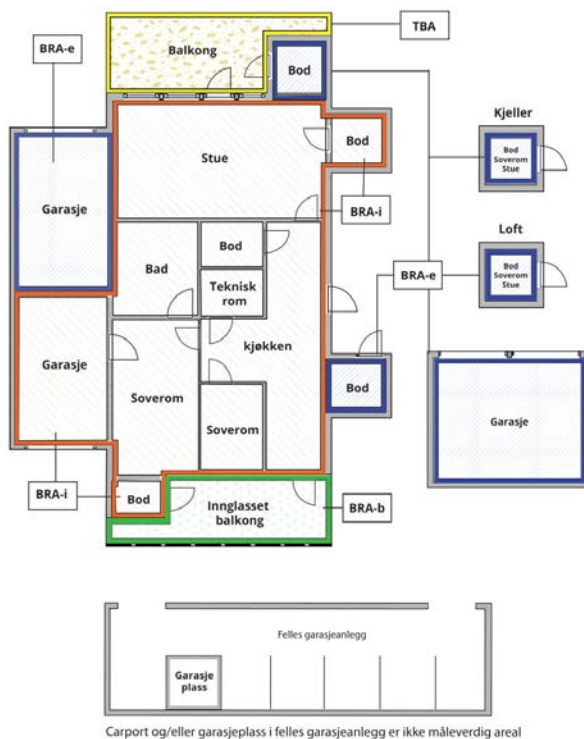 TBA
Balkong
BRA-e
Bod
Kjeller
Bod
Soverom
Stue
Bod
Stue
BRA-i
Garasje
Loft
Bod
Bad
Bod
Soverom
Stue
BRA-e
Teknisk
rom
Garasje
kjøkken
Bod
Soverom
Garasje
Soverom
BRA-i
Bod
Innglasset
balkong
BRA-b
Felles garasjeanlegg
Garasje
plass
Carport og/eller garasjeplass i felles garasjeanlegg er ikke måleverdig areal